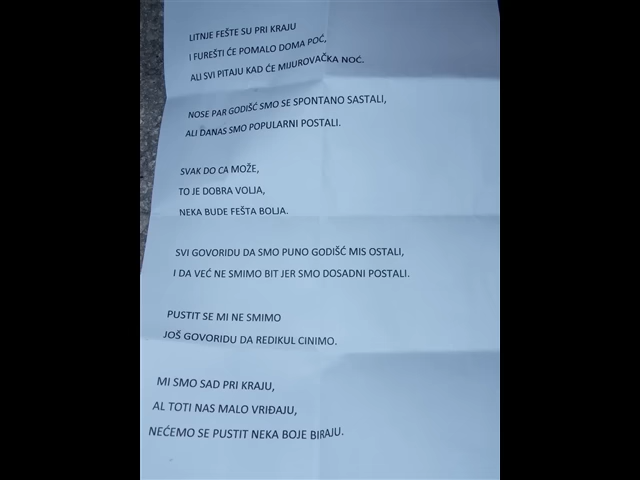 LITNJE FEŠTE SU PRI KRAJU
I FUREŠTI ĆE POMALO DOMA POĆ,
ALI SVI PITAJU KAD ĆE MIJUROVAČKA NOĆ.
NOSE PAR GODIŠĆ SMO SE SPONTANO SASTALI,
ALI DANAS SMO POPULARNI POSTALI.
SVAK DO CA MOŽE,
TO JE DOBRA VOLJA,
NEKA BUDE FEŠTA BOLJA.
SVI GOVORIDU DA SMO PUNO GODIŠĆ MIS OSTALI,
I DA VEĆ NE SMIMO BIT JER SMO DOSADNI POSTALI.
PUSTIT SE MI NE SMIMO
JOŠ GOVORIDU DA REDIKUL CINIMO.
MI SMO SAD PRI KRAJU,
AL TOTI NAS MALO VRIĐAJU,
NEĆEMO SE PUSTIT NEKA BOJE BIRAJU.